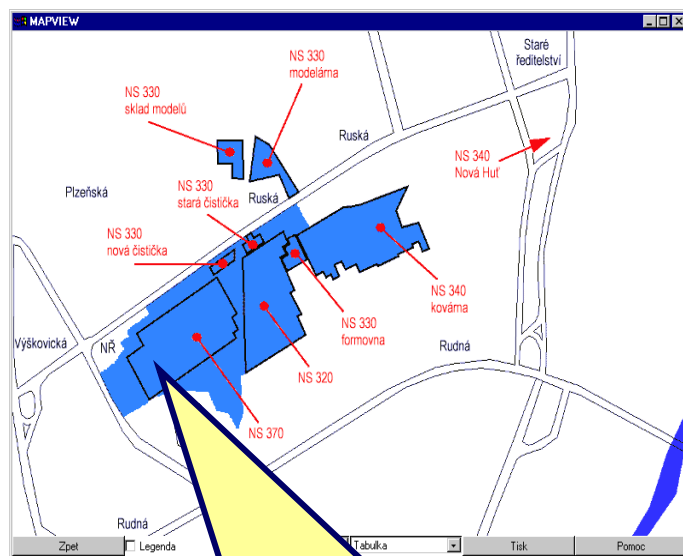 MAPVIEW
Staré
ředitelství
NS 330
modelárna
NS 330
sklad modelů
Ruská
NS 340
Nová Huť
Plzeňská
NS 330
stará čistička
Ruská
NS 330
nová čistička
NS 340
kovárna
NS 330
formovna
Výškovická
NŘ
Rudná
NS 320
NS 370
Rudná
Zpet
Legenda
Tabulka
Tisk
Pomoc